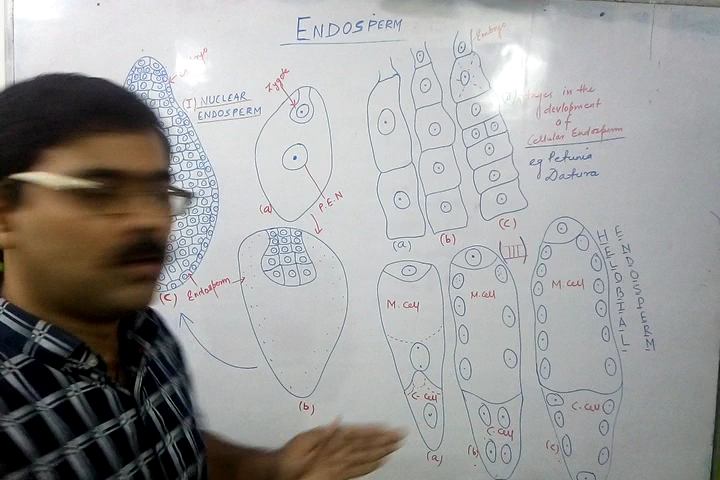 ENDOSPERM
(I) NUCLEAR
ENDOSPERM
Zygote
P.E.N
(a)
(b)
(c)
Endosperm
Embryo
stages in the
devlopment
of
Cellular Endosperm
eg Petunia
Datura
(a)
(b)
(c)
(III)
HELOBIAL
ENDOSPERM
M. Cell
C. Cell
(a)
M. Cell
C. Cell
(b)
M. Cell
C. Cell
(c)